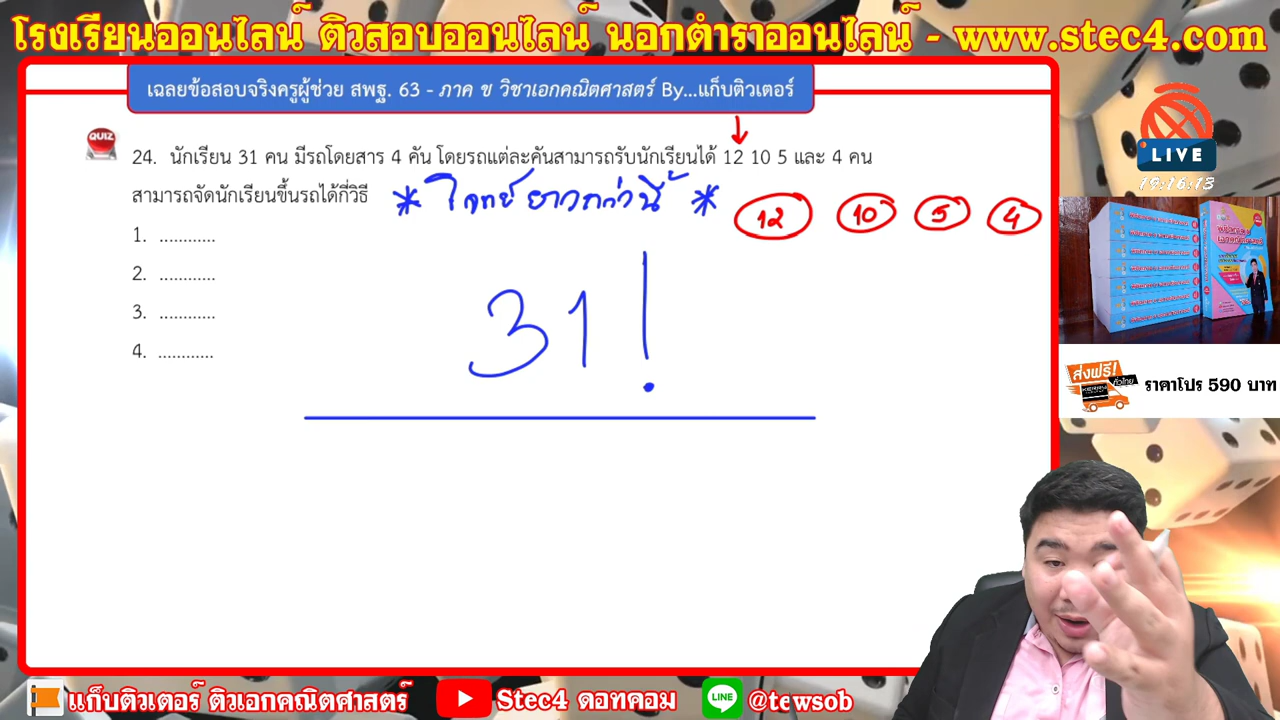 โรงเรียนออนไลน์ ติวสอบออนไลน์ นอกตำราออนไลน์ - www.stec4.com
เฉลยข้อสอบจริงครูผู้ช่วย สพฐ. 63 - ภาค ข วิชาเอกคณิตศาสตร์ By...แก็บติวเตอร์
QUIZ
24. นักเรียน 31 คน มีรถโดยสาร 4 คัน โดยรถแต่ละคันสามารถรับนักเรียนได้ 12 10 5 และ 4 คน
สามารถจัดนักเรียนขึ้นรถได้กี่วิธี
* โจทย์ยาวกว่านี้ *
12 10 5 4
1. ............
2. ............
3. ............
4. ............
31!
LIVE
19:16:13
ส่งฟรี!
ทั่วไทย
ราคาโปร 590 บาท
แก็บติวเตอร์ ติวเอกคณิตศาสตร์
Stec4 ดอทคอม
LINE
@tewsob